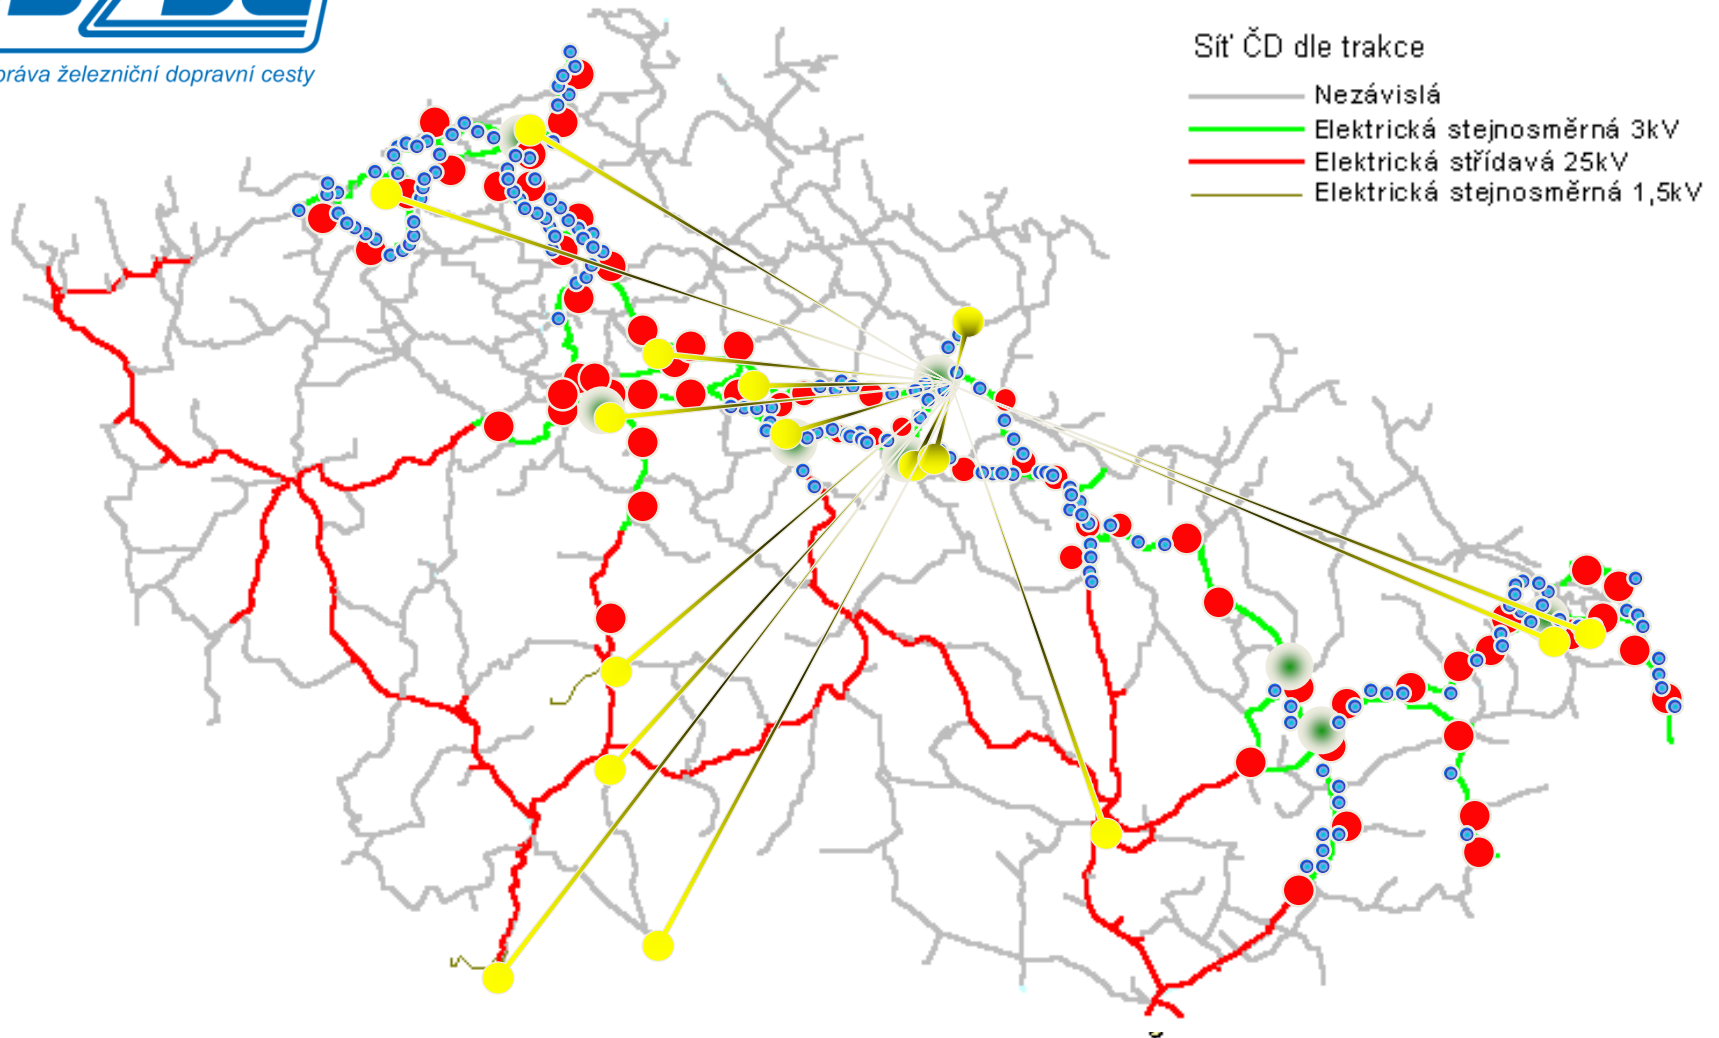 práva železniční dopravní cesty
Síť ČD dle trakce
Nezávislá
Elektrická stejnosměrná 3kV
Elektrická střídavá 25kV
Elektrická stejnosměrná 1,5kV